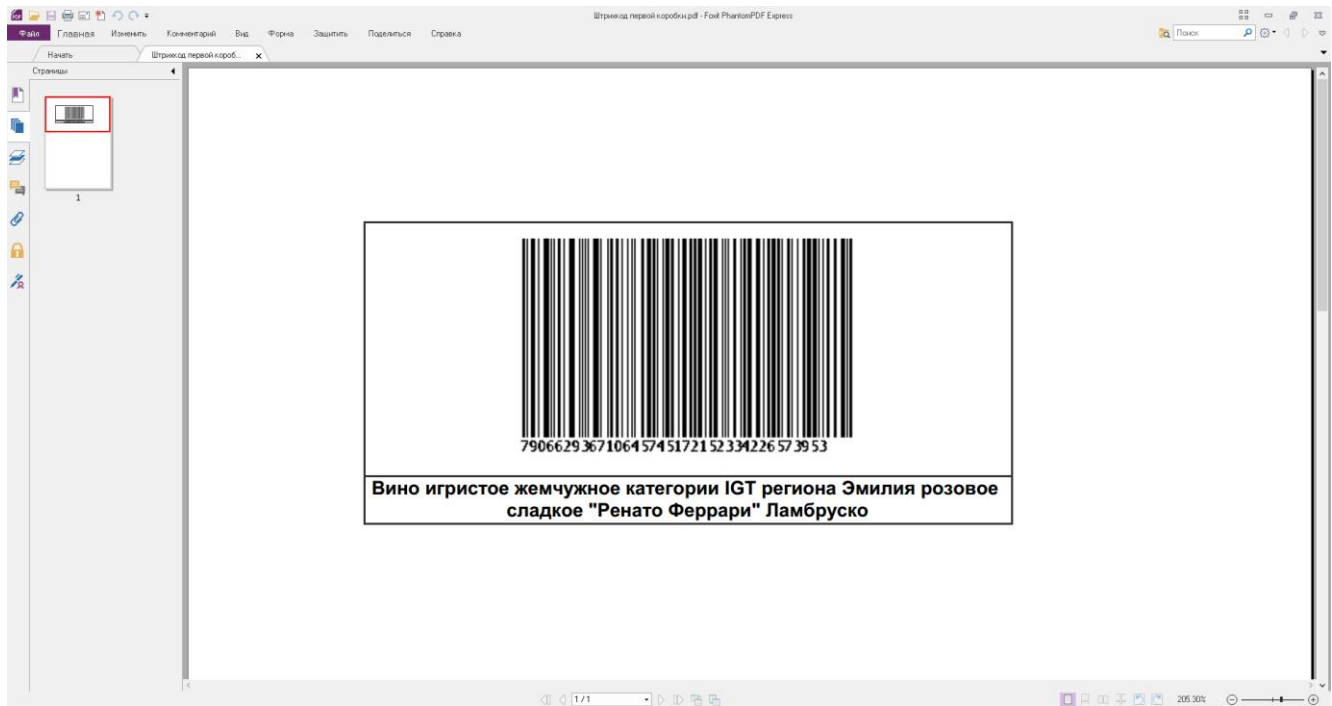 Штрихкод первой коробки.pdf - Foxit PhantomPDF Express
Файл Главная Изменить Комментарий Вид Форма Защитить Поделиться Справка
Поиск
Начать
Штрихкод первой короб...
Страницы
1
790662936710645745172152334226573953
Вино игристое жемчужное категории IGT региона Эмилия розовое
сладкое "Ренато Феррари" Ламбруско
1 / 1
205.30%